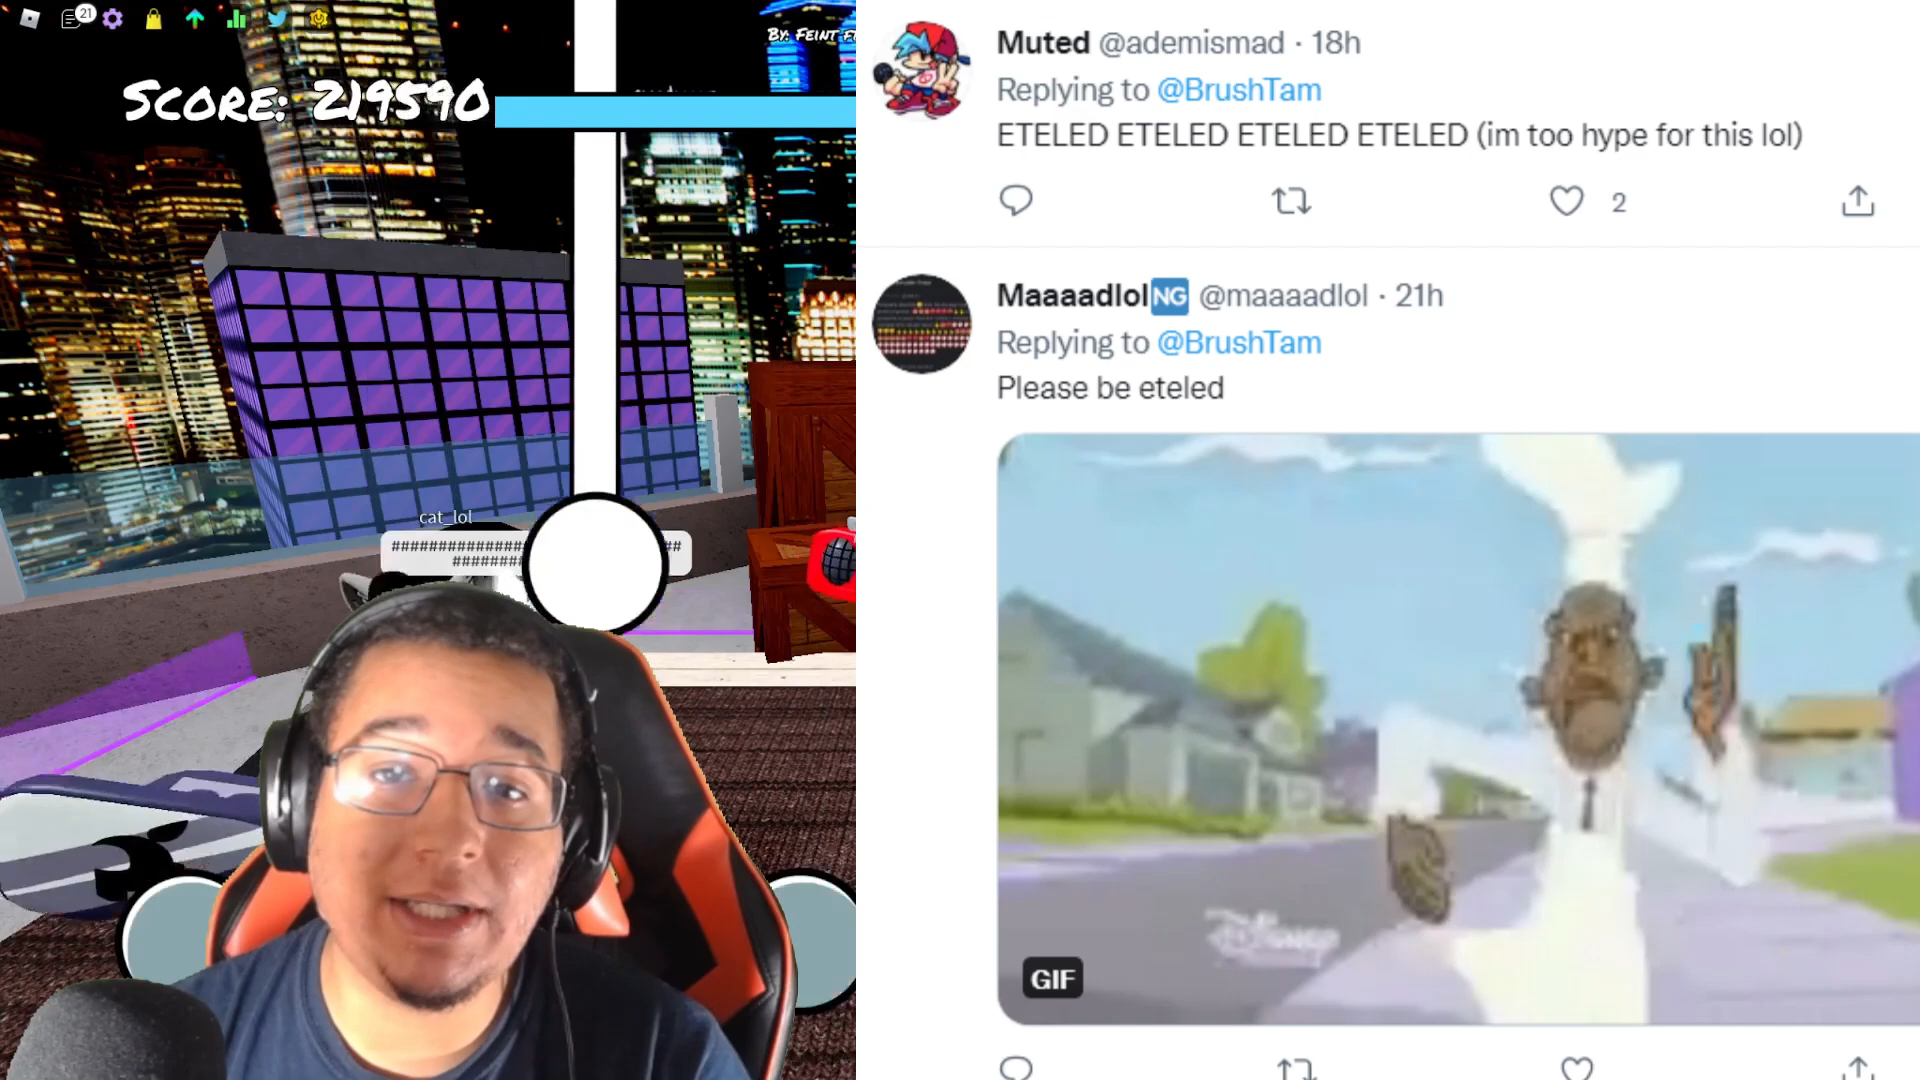 21
By: Feint f
Score: 219590
cat_lol
###############
##
########
Muted @ademismad · 18h
Replying to @BrushTam
ETELED ETELED ETELED ETELED (im too hype for this lol)
2
Maaaadlol NG @maaaadlol · 21h
Replying to @BrushTam
Please be eteled
GIF